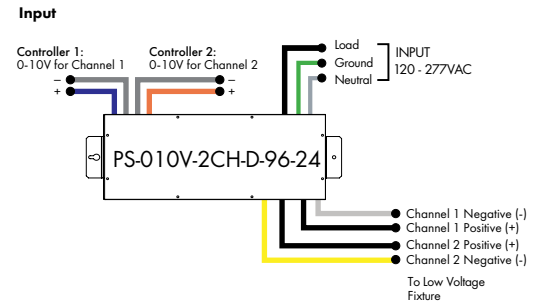 Input
Controller 1:
0-10V for Channel 1
–
+
Controller 2:
0-10V for Channel 2
–
+
Load
Ground
Neutral
INPUT
120 - 277VAC
PS-010V-2CH-D-96-24
Channel 1 Negative (-)
Channel 1 Positive (+)
Channel 2 Positive (+)
Channel 2 Negative (-)
To Low Voltage
Fixture